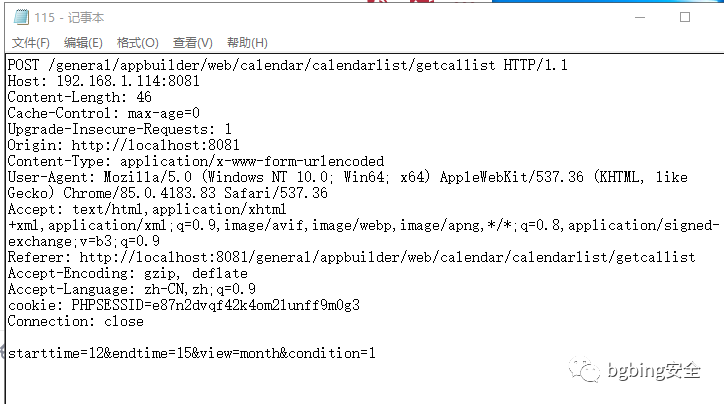 115 - 记事本
文件(F) 编辑(E) 格式(O) 查看(V) 帮助(H)
POST /general/appbuilder/web/calendar/calendarlist/getcallist HTTP/1.1
Host: 192.168.1.114:8081
Content-Length: 46
Cache-Control: max-age=0
Upgrade-Insecure-Requests: 1
Origin: http://localhost:8081
Content-Type: application/x-www-form-urlencoded
User-Agent: Mozilla/5.0 (Windows NT 10.0; Win64; x64) AppleWebKit/537.36 (KHTML, like
Gecko) Chrome/85.0.4183.83 Safari/537.36
Accept: text/html,application/xhtml
+xml,application/xml;q=0.9,image/avif,image/webp,image/apng,*/*;q=0.8,application/signed-
exchange;v=b3;q=0.9
Referer: http://localhost:8081/general/appbuilder/web/calendar/calendarlist/getcallist
Accept-Encoding: gzip, deflate
Accept-Language: zh-CN,zh;q=0.9
cookie: PHPSESSID=e87n2dvqf42k4om2lunff9m0g3
Connection: close
starttime=12&endtime=15&view=month&condition=1
bgbing安全